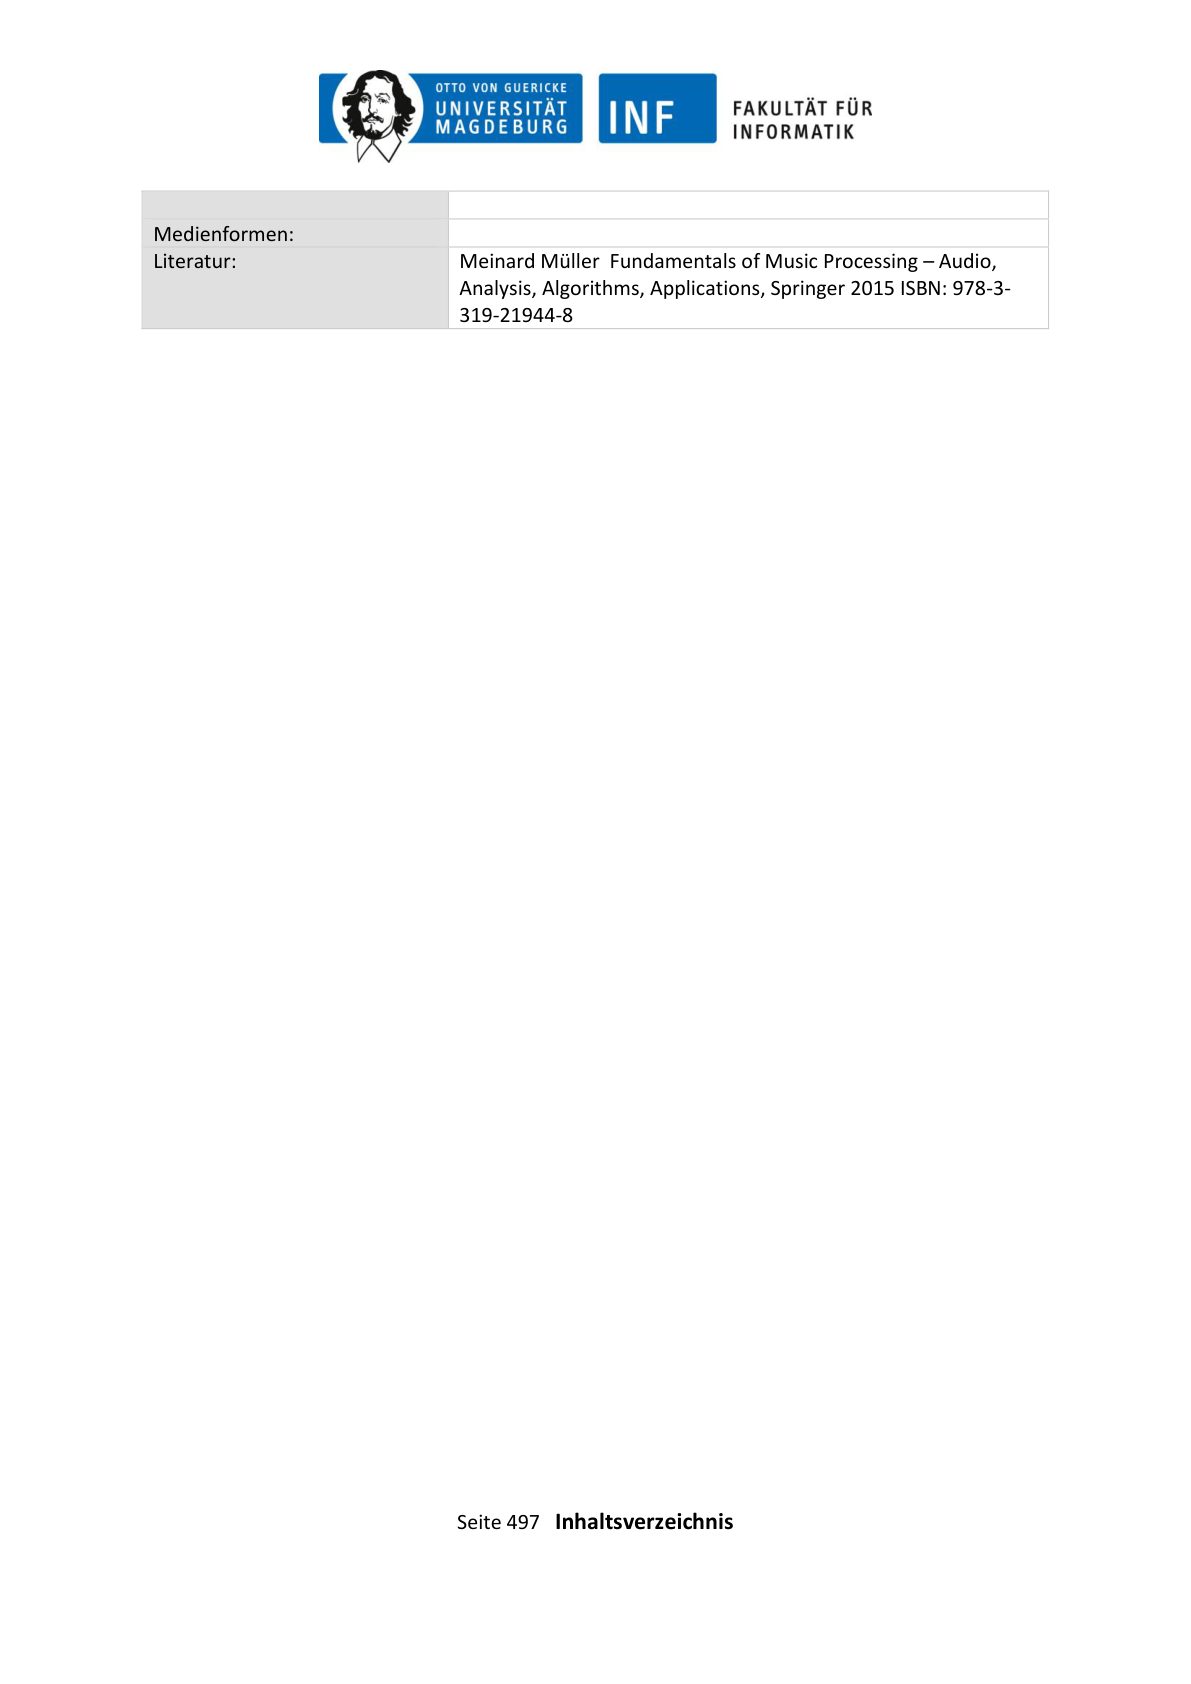 OTTO VON GUERICKE
UNIVERSITÄT
MAGDEBURG
INF
FAKULTÄT FÜR
INFORMATIK
Medienformen:
Literatur:
Meinard Müller  Fundamentals of Music Processing – Audio,
Analysis, Algorithms, Applications, Springer 2015 ISBN: 978-3-
319-21944-8
Seite 497   Inhaltsverzeichnis